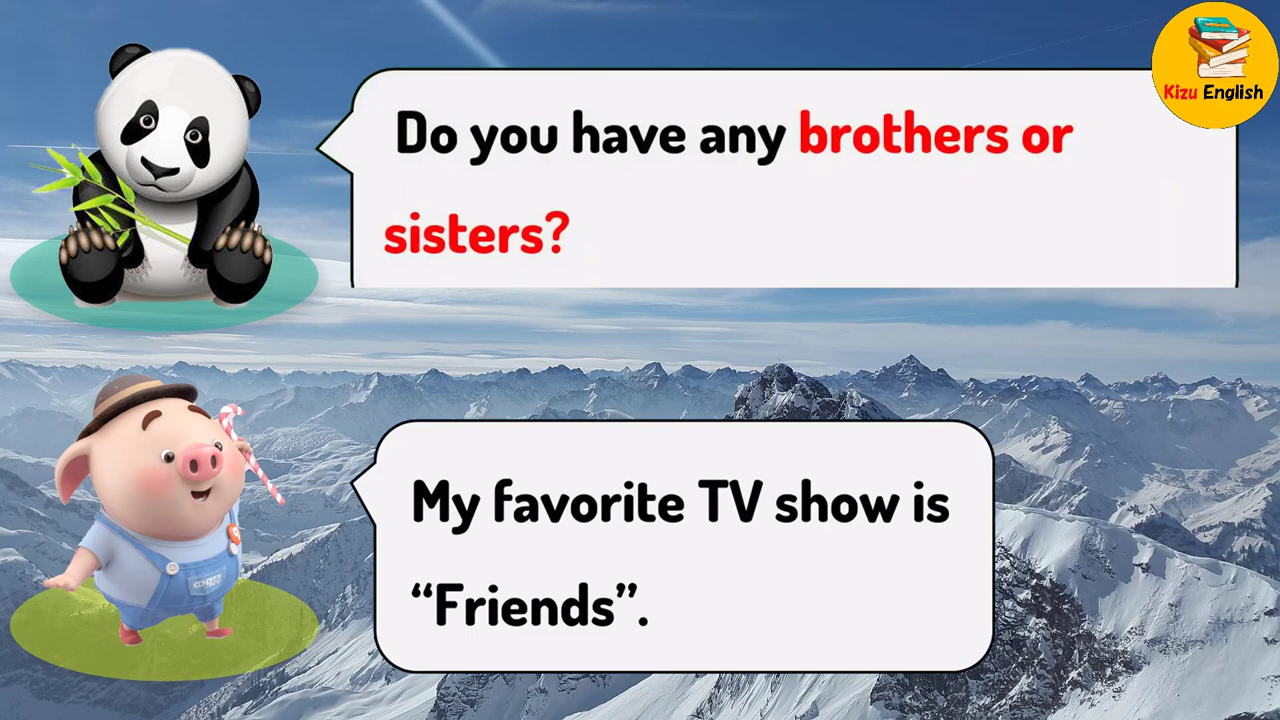 Kizu English
Do you have any brothers or
sisters?
My favorite TV show is
“Friends”.